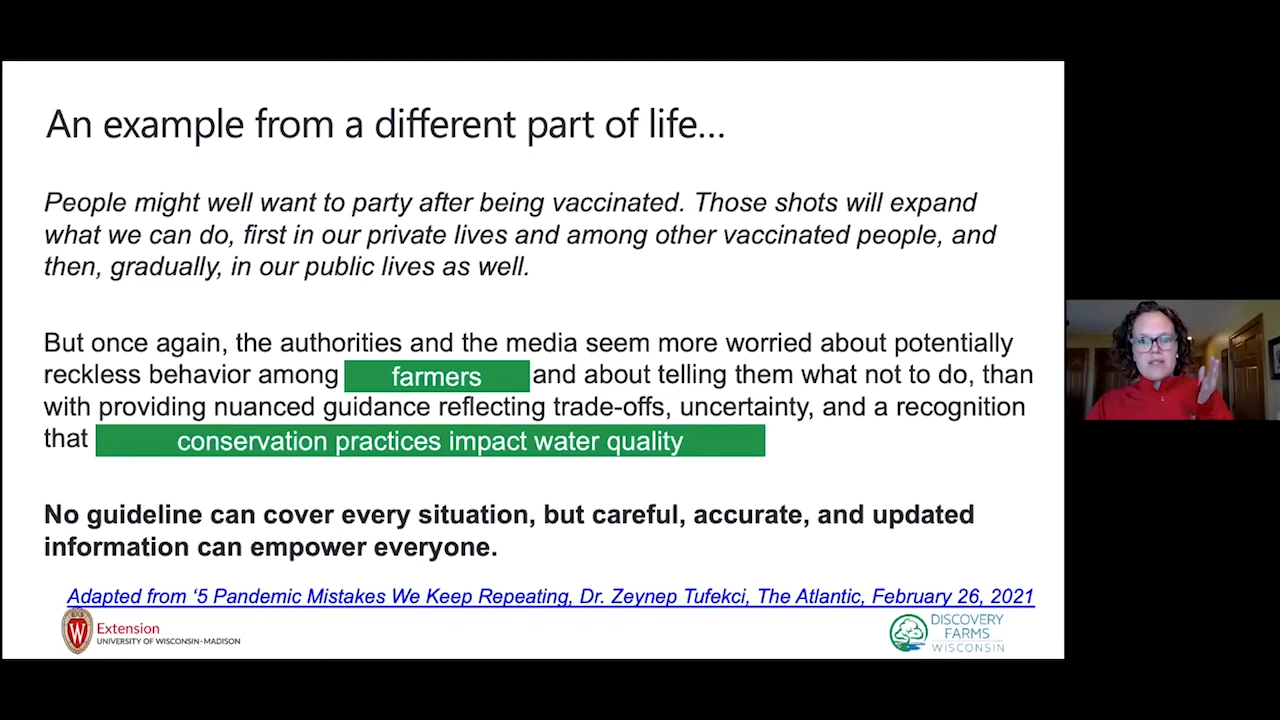 An example from a different part of life...
People might well want to party after being vaccinated. Those shots will expand
what we can do, first in our private lives and among other vaccinated people, and
then, gradually, in our public lives as well.
But once again, the authorities and the media seem more worried about potentially
reckless behavior among farmers and about telling them what not to do, than
with providing nuanced guidance reflecting trade-offs, uncertainty, and a recognition
that conservation practices impact water quality
No guideline can cover every situation, but careful, accurate, and updated
information can empower everyone.
Adapted from ‘5 Pandemic Mistakes We Keep Repeating, Dr. Zeynep Tufekci, The Atlantic, February 26, 2021
W Extension
UNIVERSITY OF WISCONSIN-MADISON
DISCOVERY
FARMS
WISCONSIN